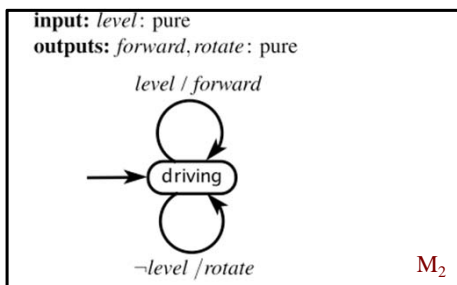 input: level: pure
outputs: forward, rotate: pure
level / forward
driving
¬level / rotate
M₂